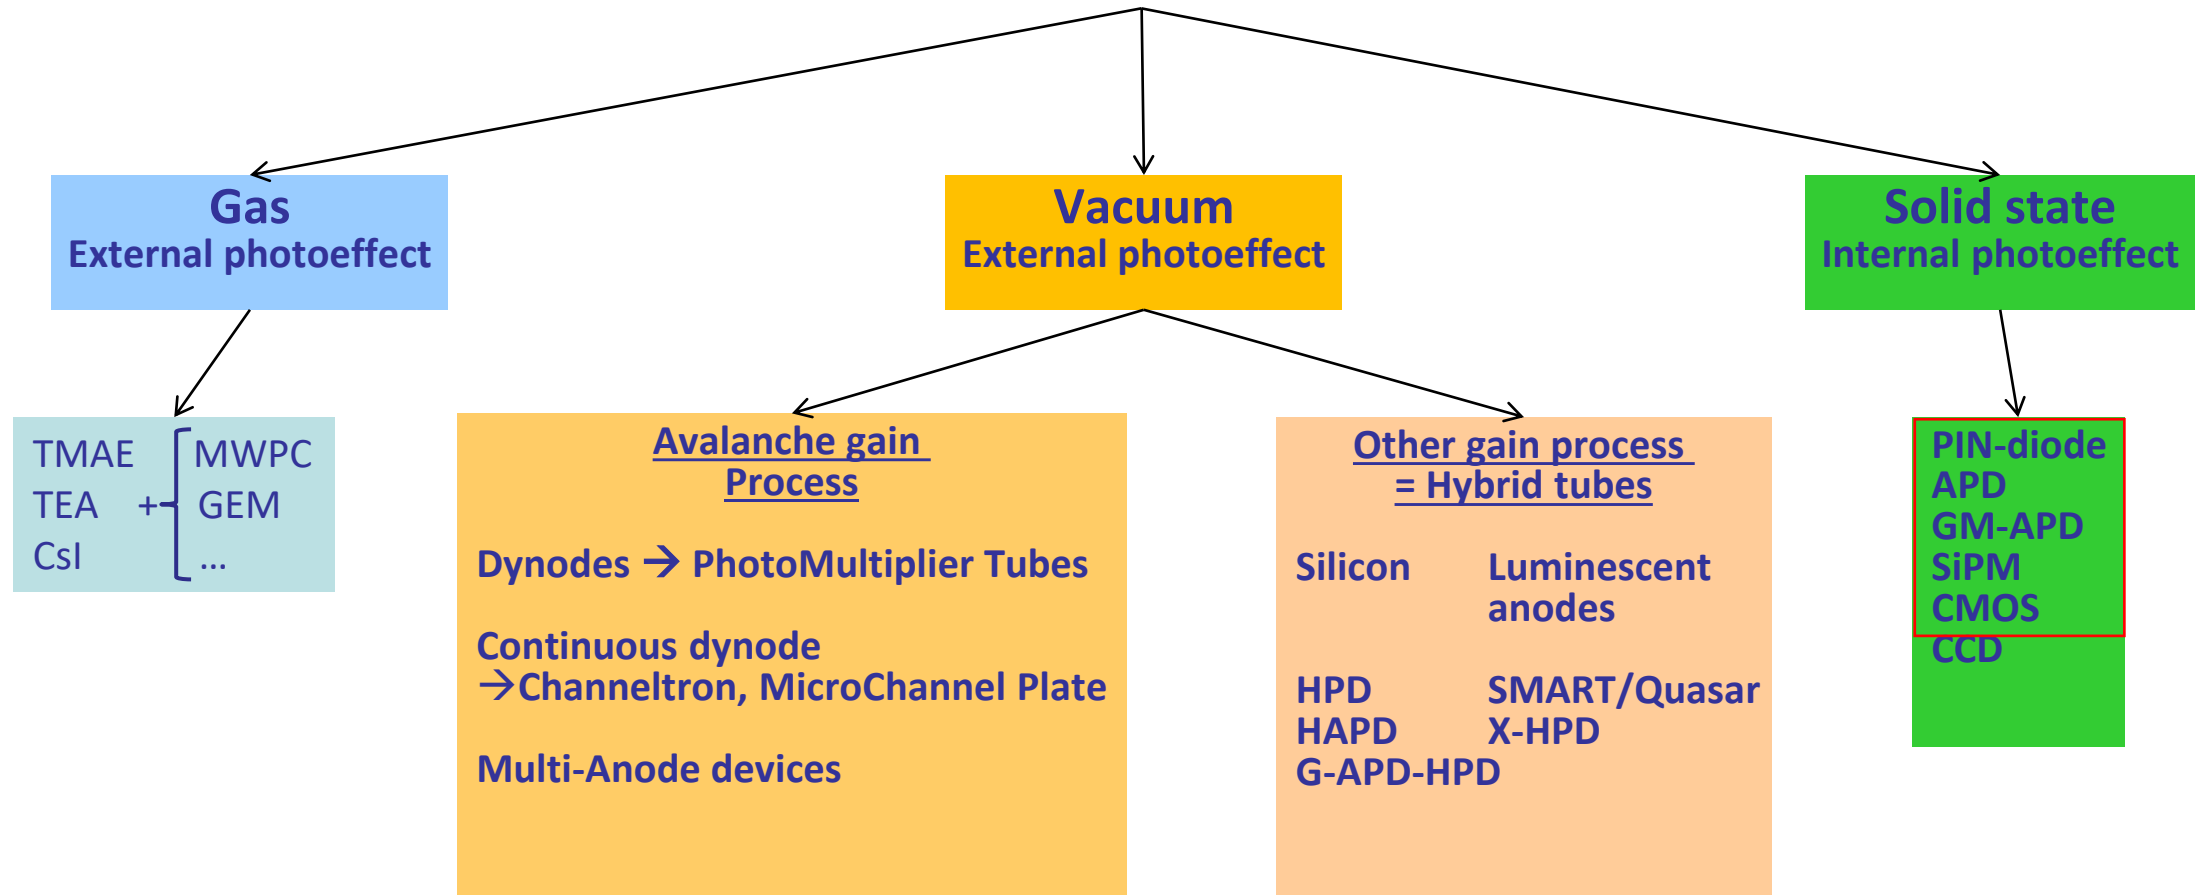 Gas
External photoeffect
Vacuum
External photoeffect
Solid state
Internal photoeffect
TMAE MWPC
TEA + GEM
CsI ...
Avalanche gain
Process
Dynodes → PhotoMultiplier Tubes
Continuous dynode
→Channeltron, MicroChannel Plate
Multi-Anode devices
Other gain process
= Hybrid tubes
Silicon Luminescent
anodes
HPD SMART/Quasar
HAPD X-HPD
G-APD-HPD
PIN-diode
APD
GM-APD
SiPM
CMOS
CCD